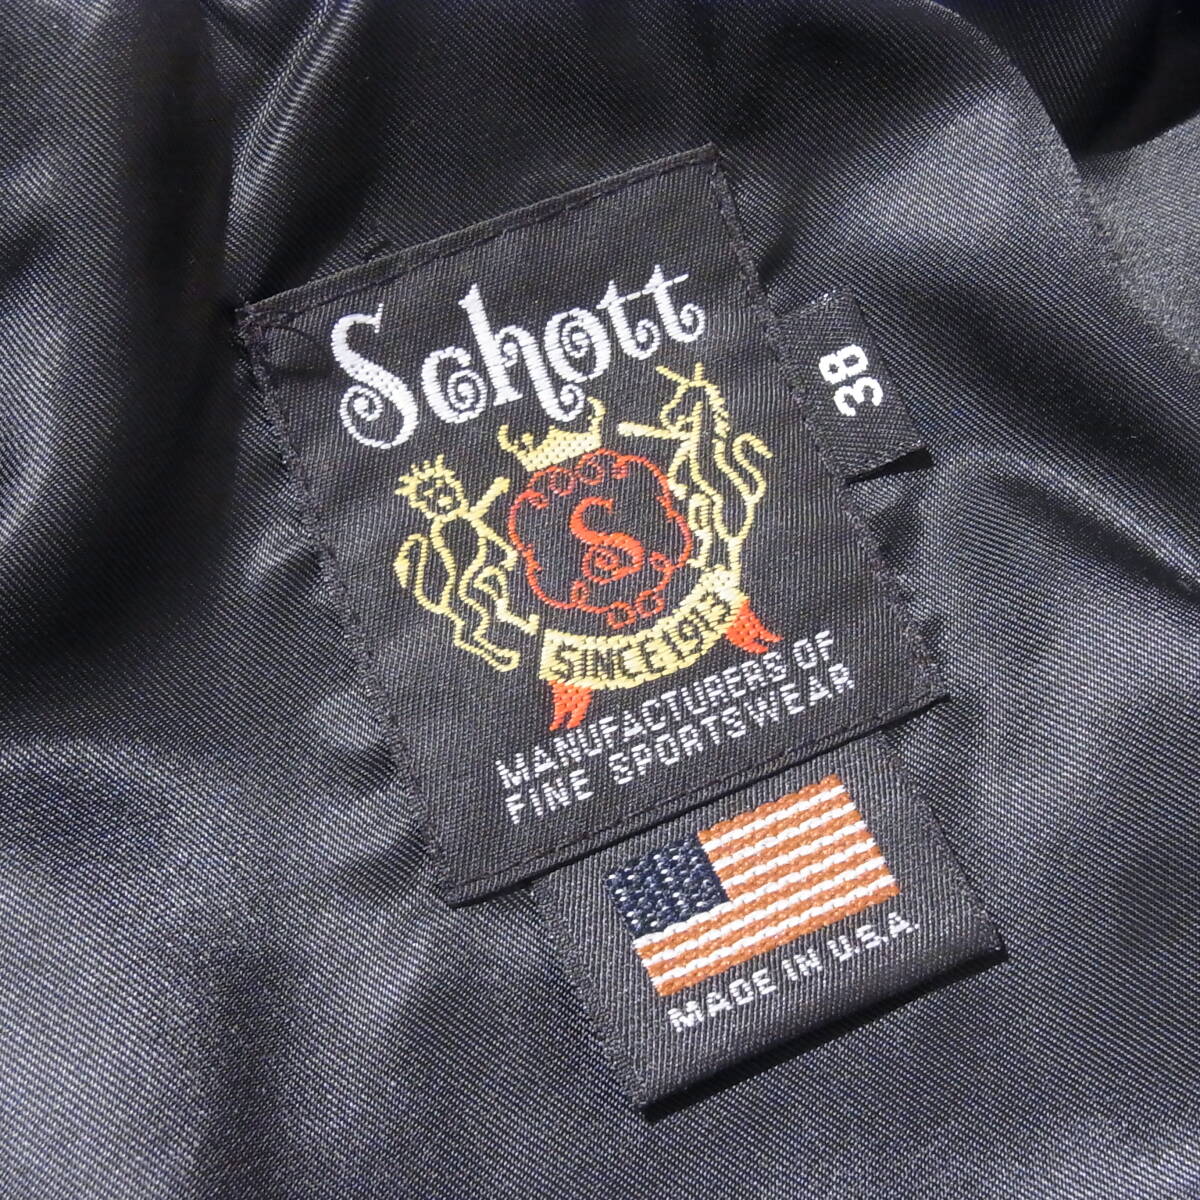 Schott
S
SINCE 1913
MANUFACTURERS OF
FINE SPORTSWEAR
38
MADE IN U.S.A.